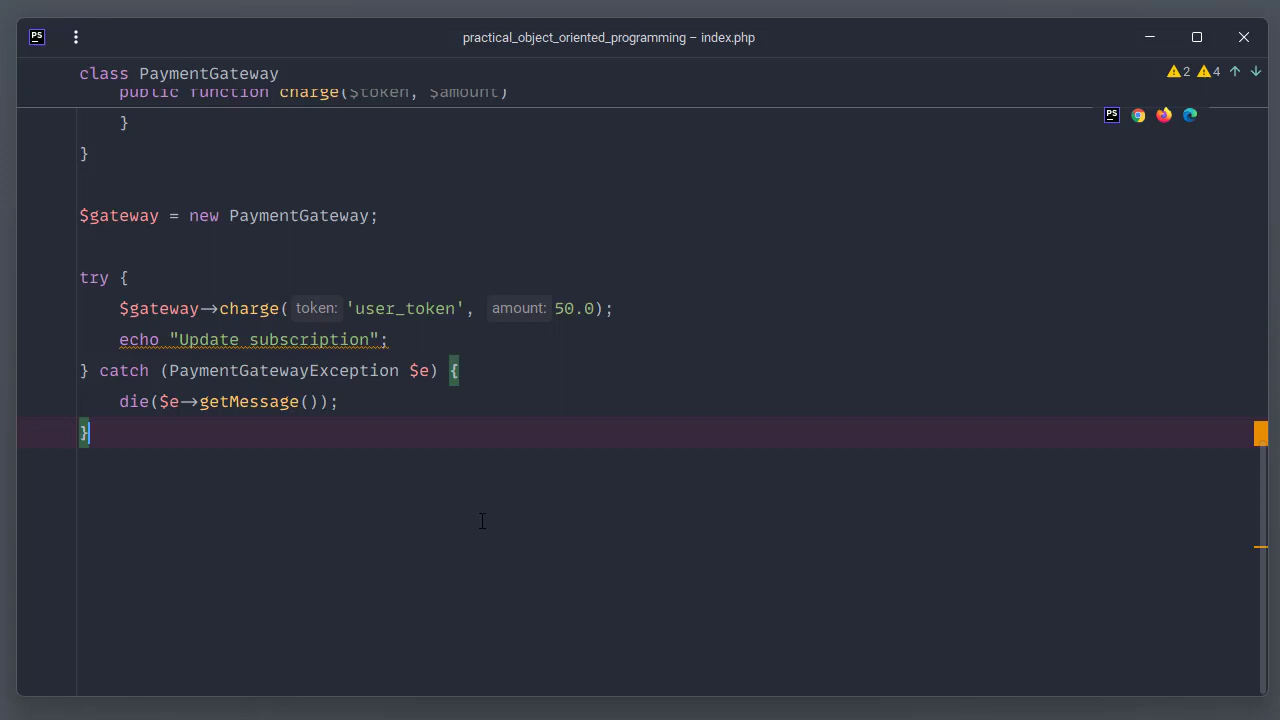 PS
practical_object_oriented_programming – index.php
class PaymentGateway
2 4
public function charge($token, $amount)
PS
}
}
$gateway = new PaymentGateway;
try {
$gateway->charge( token: 'user_token', amount: 50.0);
echo "Update subscription";
} catch (PaymentGatewayException $e) {
die($e->getMessage());
}